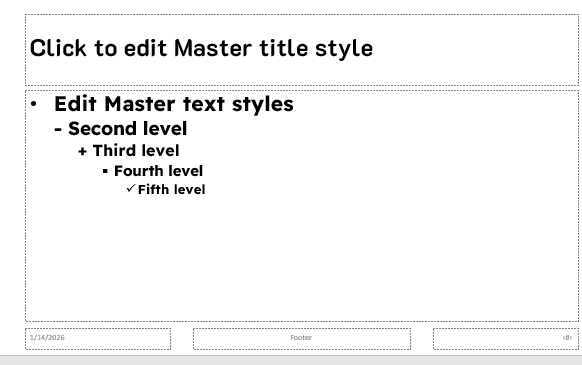 Click to edit Master title style
• Edit Master text styles
- Second level
+ Third level
▪ Fourth level
✓ Fifth level
1/14/2026
Footer
‹#›